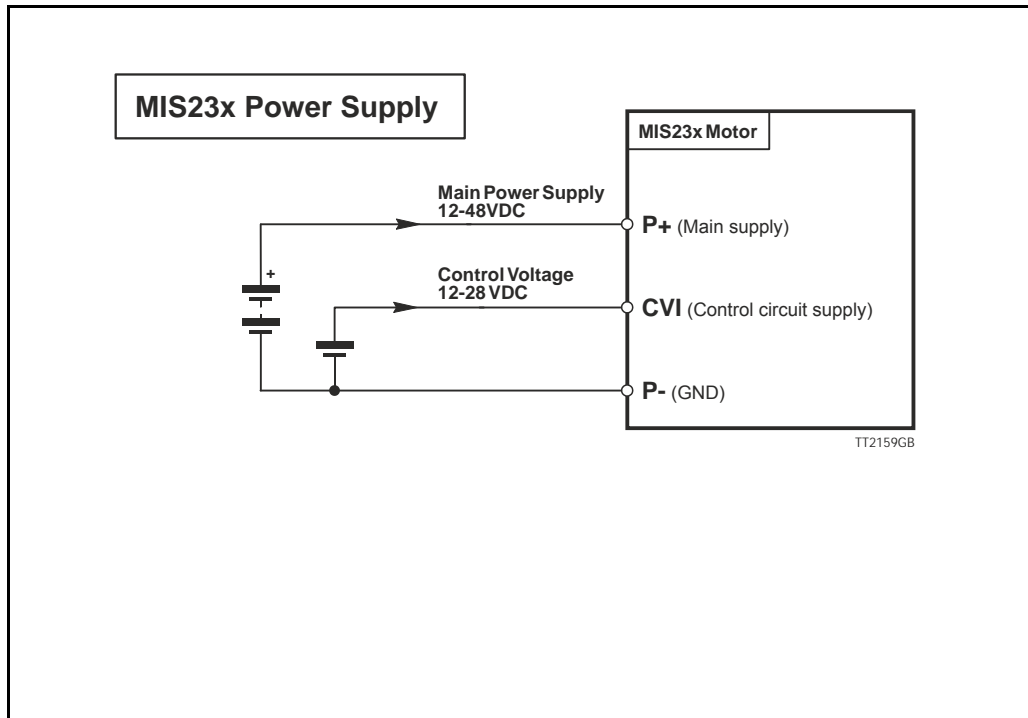 MIS23x Power Supply
MIS23x Motor
Main Power Supply
12-48VDC
P+ (Main supply)
+
Control Voltage
12-28 VDC
CVI (Control circuit supply)
P- (GND)
TT2159GB